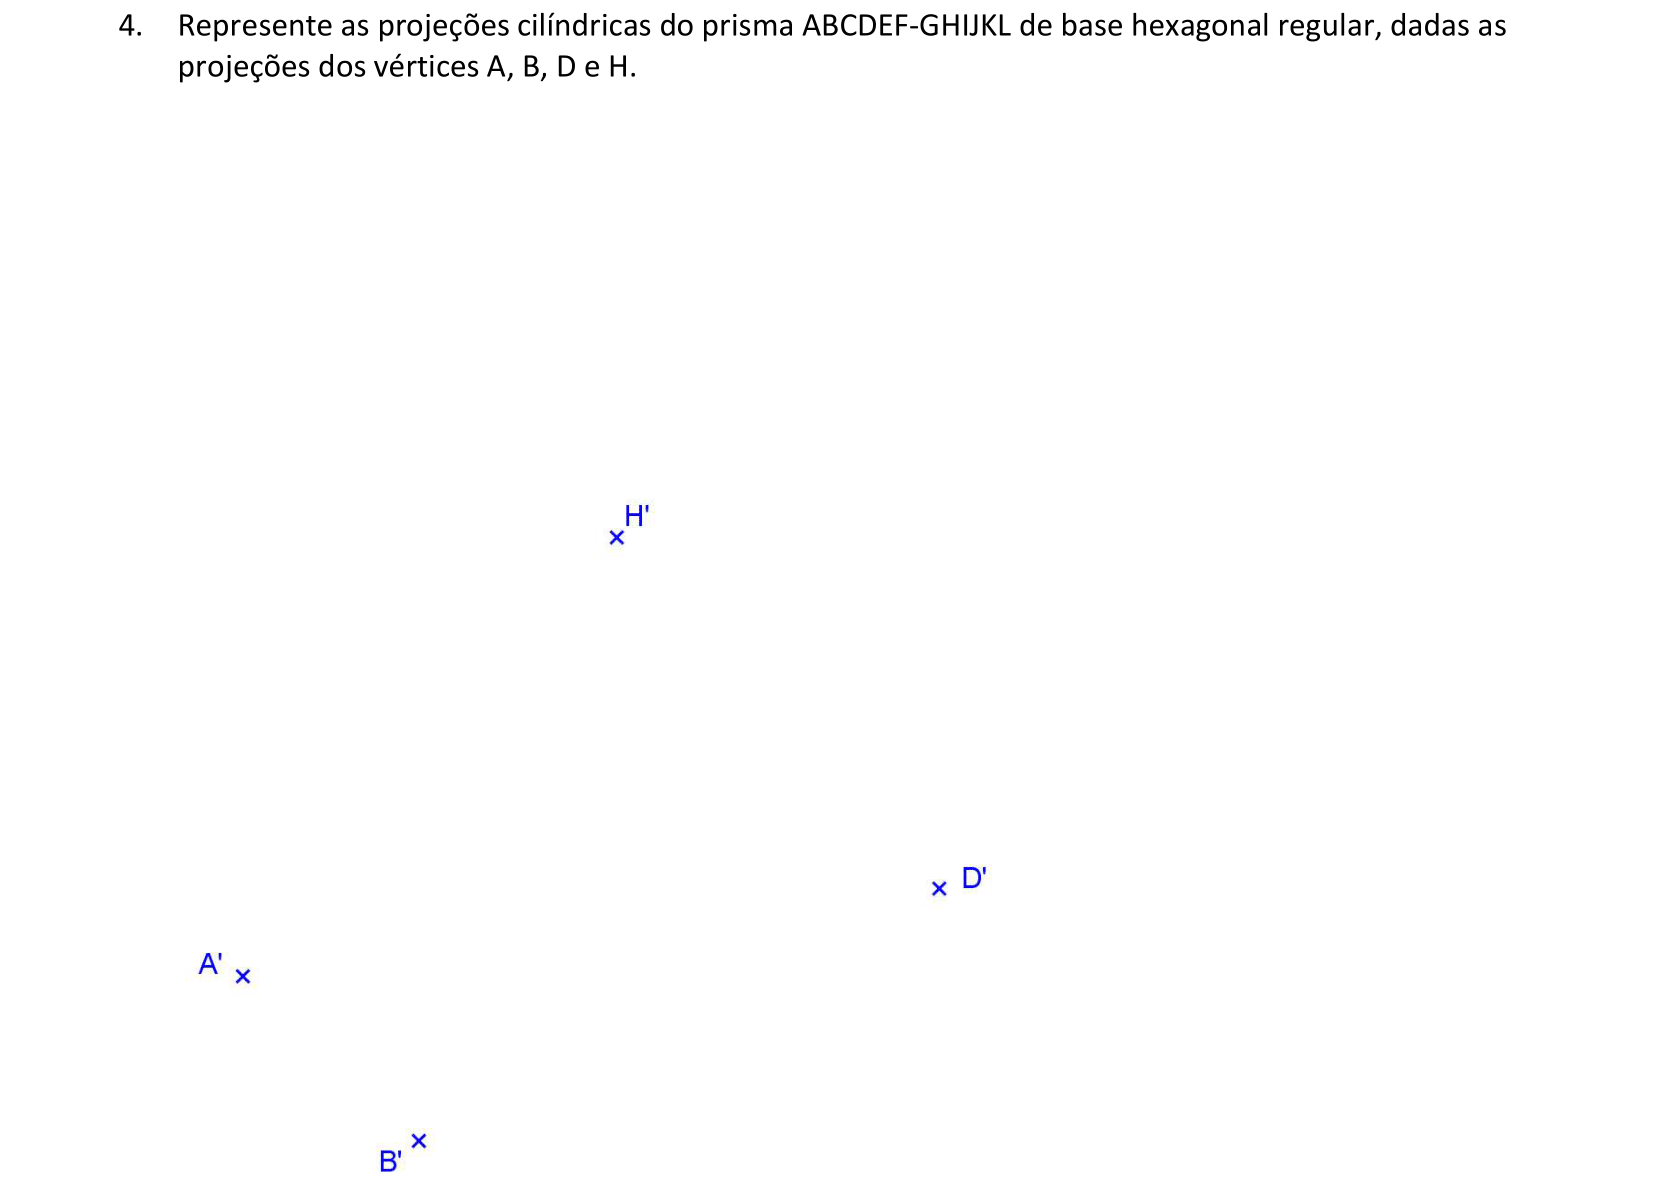 4. Represente as projeções cilíndricas do prisma ABCDEF-GHIJKL de base hexagonal regular, dadas as
projeções dos vértices A, B, D e H.
H'
D'
A'
B'